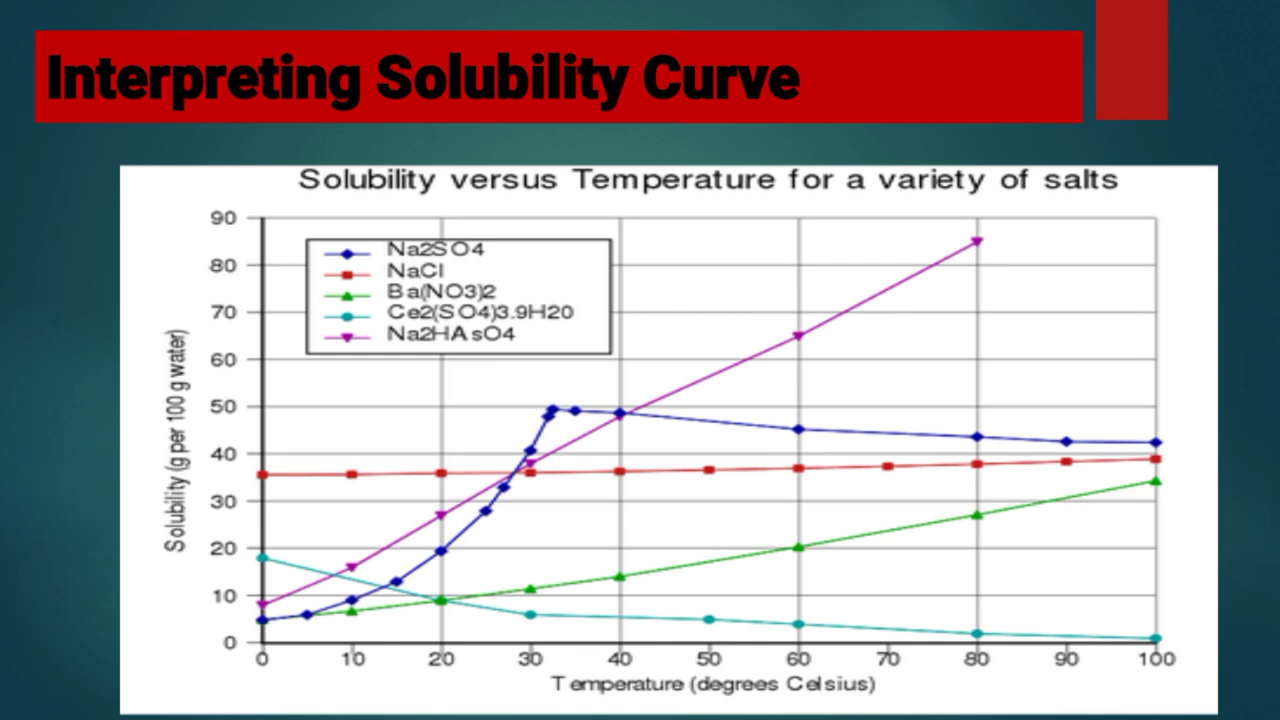 Interpreting Solubility Curve
Solubility versus Temperature for a variety of salts
90
80
70
60
50
40
30
20
10
0
Solubility (g per 100 g water)
Na2SO4
NaCl
Ba(NO3)2
Ce2(SO4)3.9H20
Na2HAsO4
0 10 20 30 40 50 60 70 80 90 100
Temperature (degrees Celsius)